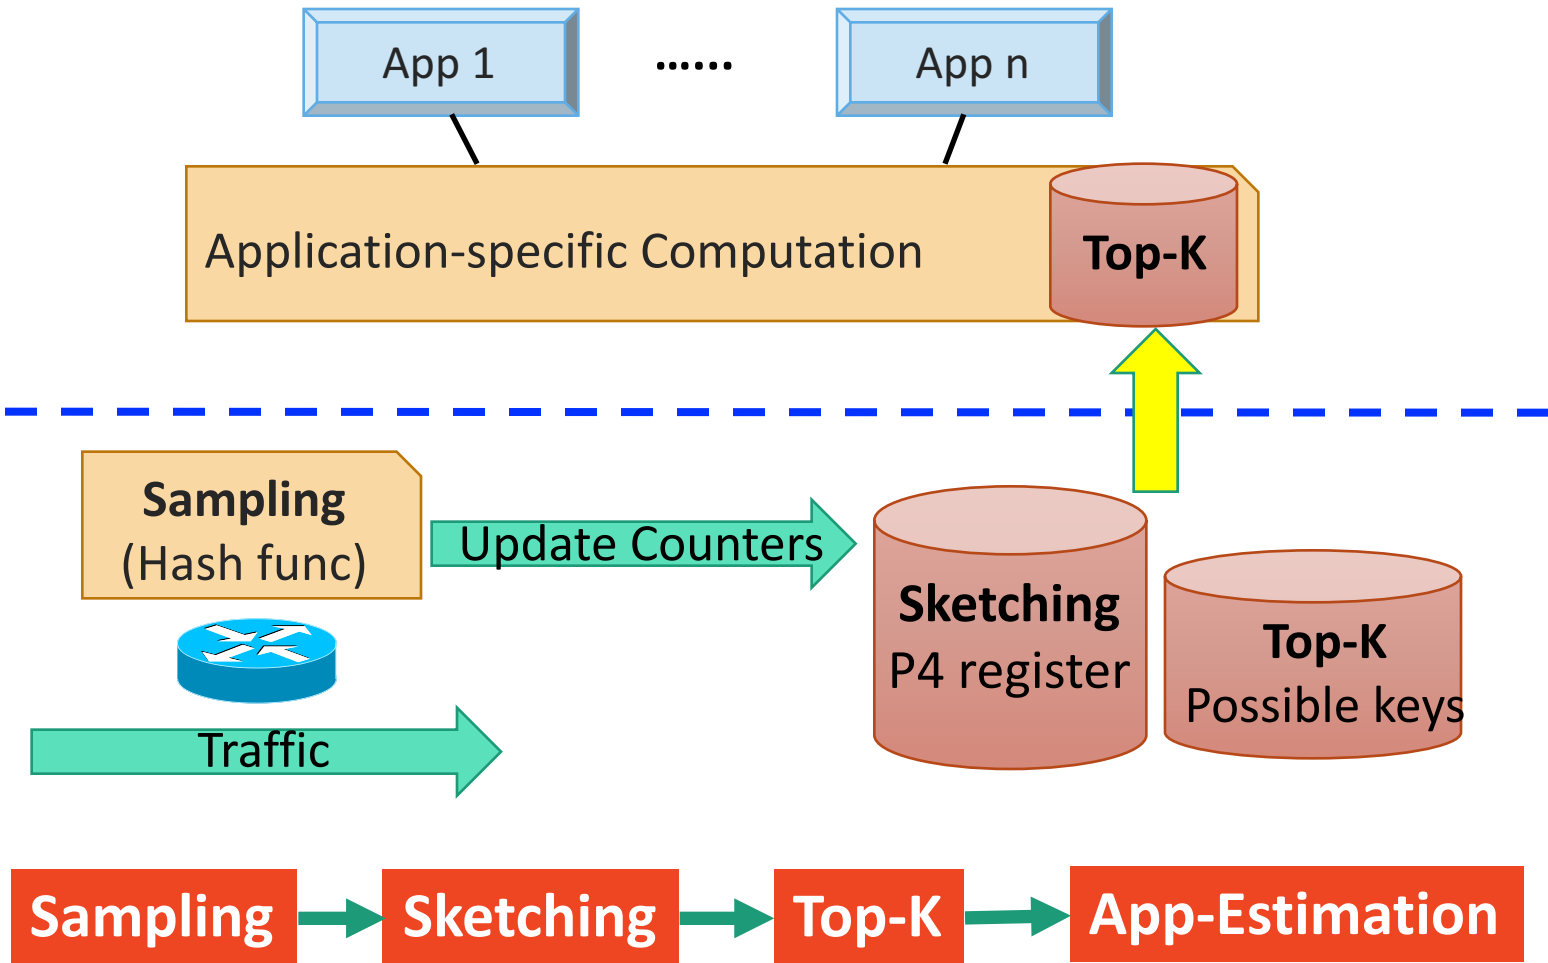 App 1
......
App n
Application-specific Computation
Top-K
Sampling
(Hash func)
Update Counters
Sketching
P4 register
Top-K
Possible keys
Traffic
Sampling
Sketching
Top-K
App-Estimation